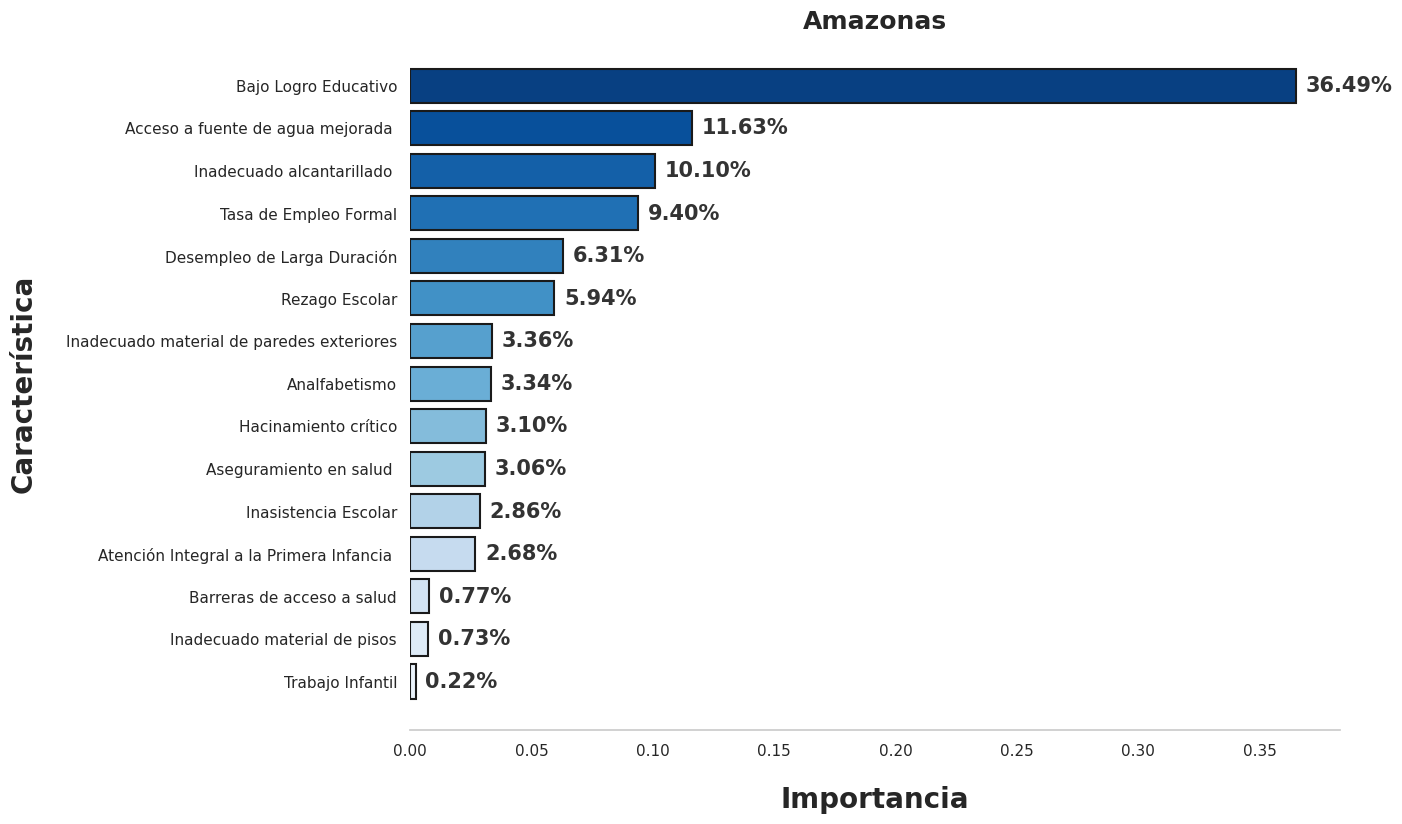 Amazonas
Bajo Logro Educativo 36.49%
Acceso a fuente de agua mejorada 11.63%
Inadecuado alcantarillado 10.10%
Tasa de Empleo Formal 9.40%
Desempleo de Larga Duración 6.31%
Rezago Escolar 5.94%
Inadecuado material de paredes exteriores 3.36%
Analfabetismo 3.34%
Hacinamiento crítico 3.10%
Aseguramiento en salud 3.06%
Inasistencia Escolar 2.86%
Atención Integral a la Primera Infancia 2.68%
Barreras de acceso a salud 0.77%
Inadecuado material de pisos 0.73%
Trabajo Infantil 0.22%
Característica
0.00 0.05 0.10 0.15 0.20 0.25 0.30 0.35
Importancia